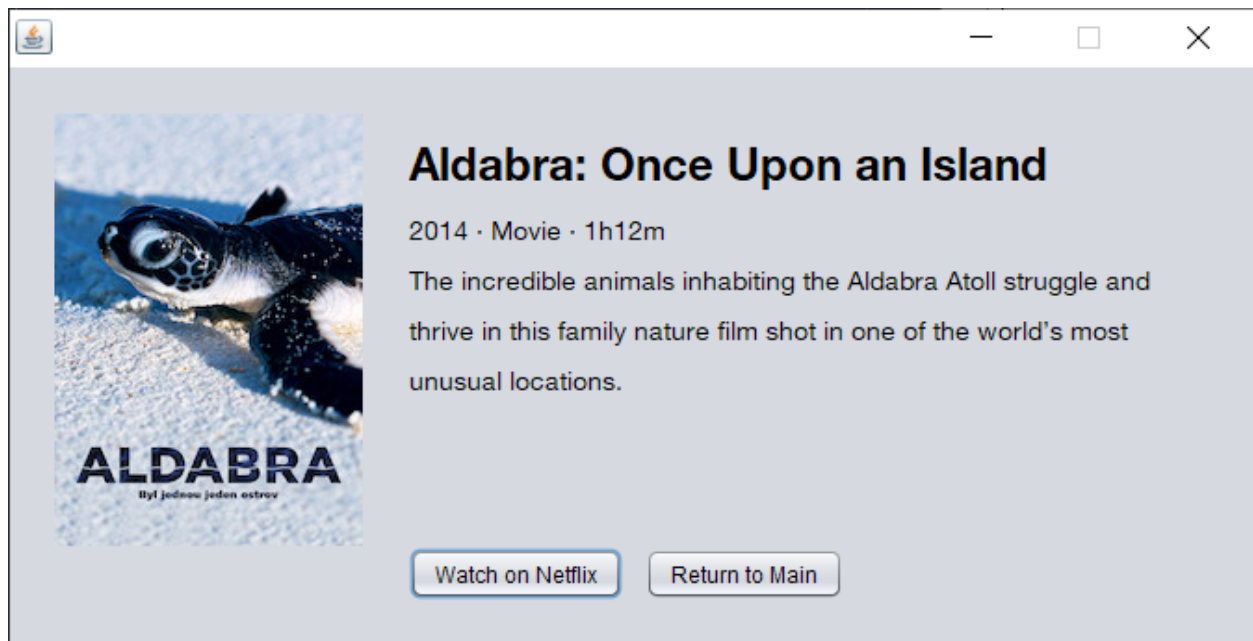 Aldabra: Once Upon an Island
2014 · Movie · 1h12m
The incredible animals inhabiting the Aldabra Atoll struggle and
thrive in this family nature film shot in one of the world’s most
unusual locations.
ALDABRA
Byl jednou jeden ostrov
Watch on Netflix
Return to Main